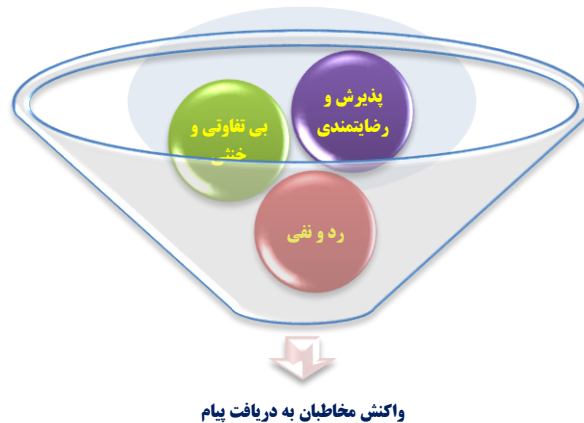 پذیرش و
رضایتمندی
بی تفاوتی و
خنثی
رد و نفی
واکنش مخاطبان به دریافت پیام